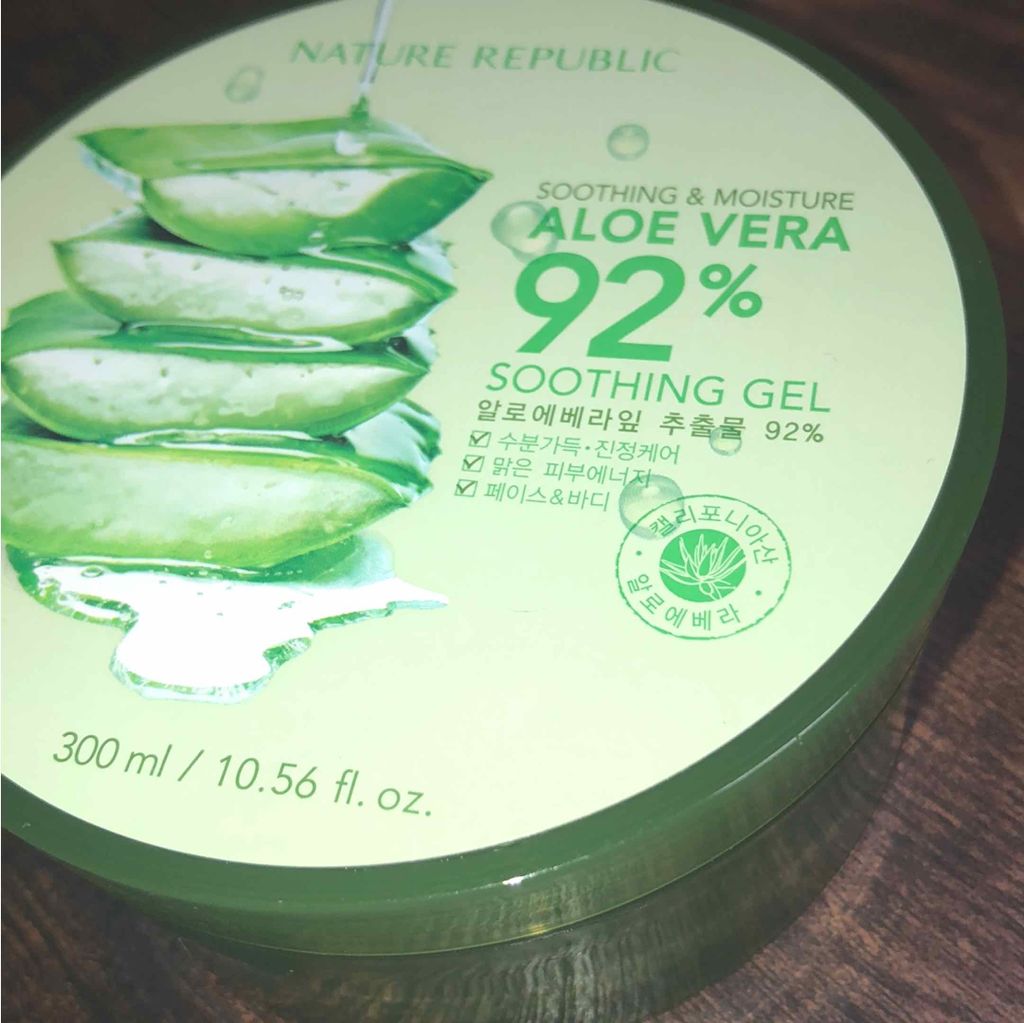 NATURE REPUBLIC
SOOTHING & MOISTURE
ALOE VERA
92%
SOOTHING GEL
알로에베라잎 추출물 92%
수분가득·진정케어
맑은 피부에너지
페이스&바디
캘리포니아산
알로에베라
300 ml / 10.56 fl. oz.